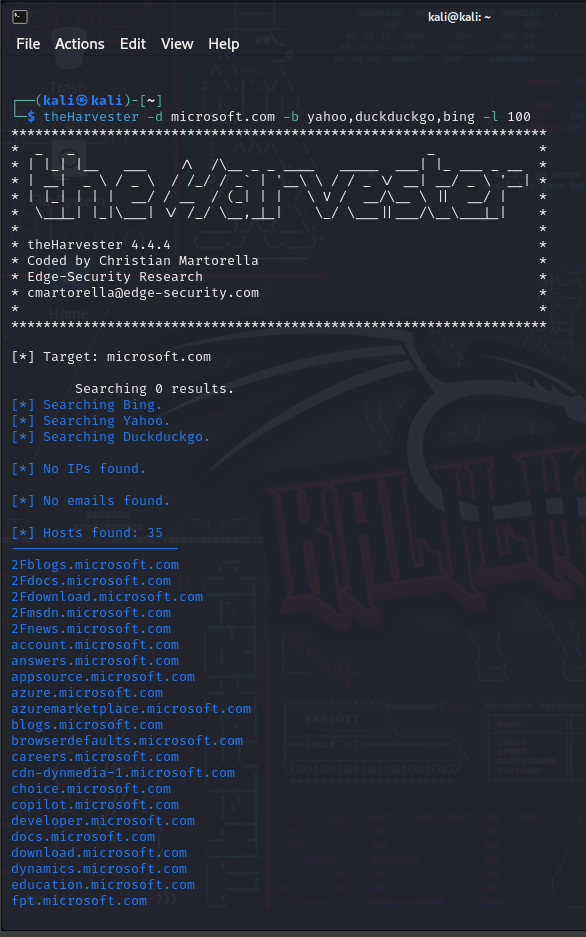 kali@kali: ~
File Actions Edit View Help
┌──(kali㉿kali)-[~]
└─$ theHarvester -d microsoft.com -b yahoo,duckduckgo,bing -l 100
*******************************************************************
theHarvester
* theHarvester 4.4.4 *
* Coded by Christian Martorella *
* Edge-Security Research *
* cmartorella@edge-security.com *
* *
*******************************************************************
[*] Target: microsoft.com
Searching 0 results.
[*] Searching Bing.
[*] Searching Yahoo.
[*] Searching Duckduckgo.
[*] No IPs found.
[*] No emails found.
[*] Hosts found: 35
---------------------
2Fblogs.microsoft.com
2Fdocs.microsoft.com
2Fdownload.microsoft.com
2Fmsdn.microsoft.com
2Fnews.microsoft.com
account.microsoft.com
answers.microsoft.com
appsource.microsoft.com
azure.microsoft.com
azuremarketplace.microsoft.com
blogs.microsoft.com
browserdefaults.microsoft.com
careers.microsoft.com
cdn-dynmedia-1.microsoft.com
choice.microsoft.com
copilot.microsoft.com
developer.microsoft.com
docs.microsoft.com
download.microsoft.com
dynamics.microsoft.com
education.microsoft.com
fpt.microsoft.com
Trash
Home
KALI
EXPLOIT